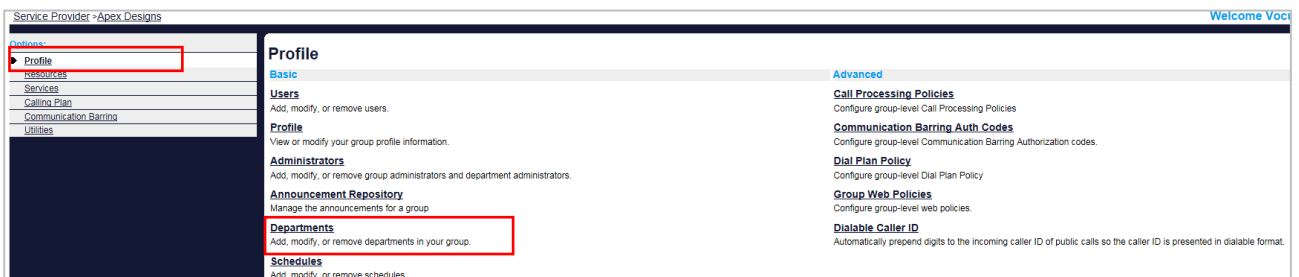 Service Provider >Apex Designs
Welcome
Options:
Profile
Resources
Services
Calling Plan
Communication Barring
Utilities
Profile
Basic
Users
Add, modify, or remove users.
Profile
View or modify your group profile information.
Administrators
Add, modify, or remove group administrators and department administrators.
Announcement Repository
Manage the announcements for a group
Departments
Add, modify, or remove departments in your group.
Schedules
Add, modify, or remove schedules
Advanced
Call Processing Policies
Configure group-level Call Processing Policies
Communication Barring Auth Codes
Configure group-level Communication Barring Authorization codes.
Dial Plan Policy
Configure group-level Dial Plan Policy
Group Web Policies
Configure group-level web policies.
Dialable Caller ID
Automatically prepend digits to the incoming caller ID of public calls so the caller ID is presented in dialable format.